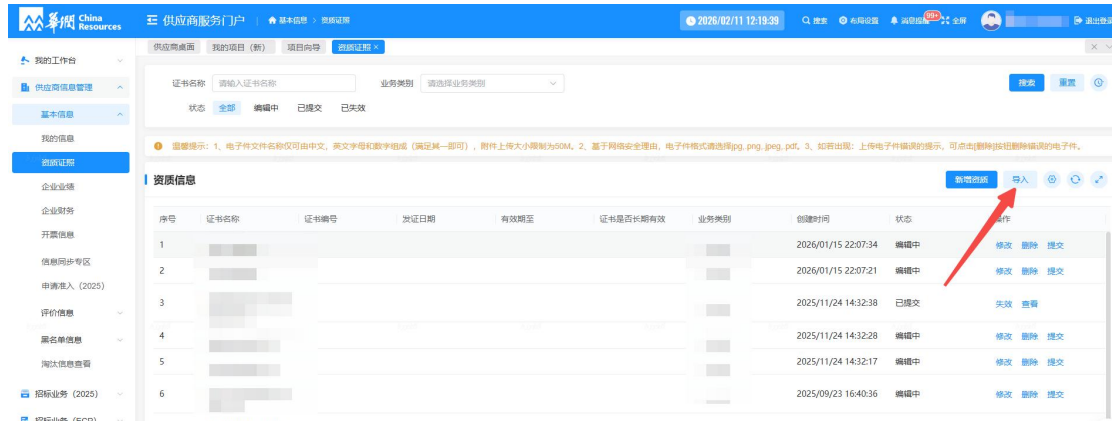 華潤 China Resources 供应商服务门户 基本信息 > 资质证照 2026/02/11 12:19:39 搜索 布局设置 消息提醒 99+ 全屏 退出登录
供应商桌面 我的项目（新） 项目向导 资质证照 ×
我的工作台
供应商信息管理
基本信息
我的信息
资质证照
企业业绩
企业财务
开票信息
信息同步专区
申请准入（2025）
评价信息
黑名单信息
淘汰信息查看
招标业务（2025）
招标业务（ECP）
证书名称 请输入证书名称 业务类别 请选择业务类别 搜索 重置
状态 全部 编辑中 已提交 已失效
温馨提示：1、电子件文件名称仅可由中文，英文字母和数字组成（满足其一即可），附件上传大小限制为50M。2、基于网络安全理由，电子件格式请选择jpg, png, jpeg, pdf。3、如若出现：上传电子件错误的提示，可点击[删除]按钮删除错误的电子件。
资质信息 新增资质 导入
序号 证书名称 证书编号 发证日期 有效期至 证书是否长期有效 业务类别 创建时间 状态 操作
1 2026/01/15 22:07:34 编辑中 修改 删除 提交
2 2026/01/15 22:07:21 编辑中 修改 删除 提交
3 2025/11/24 14:32:38 已提交 失效 查看
4 2025/11/24 14:32:28 编辑中 修改 删除 提交
5 2025/11/24 14:32:17 编辑中 修改 删除 提交
6 2025/09/23 16:40:36 编辑中 修改 删除 提交